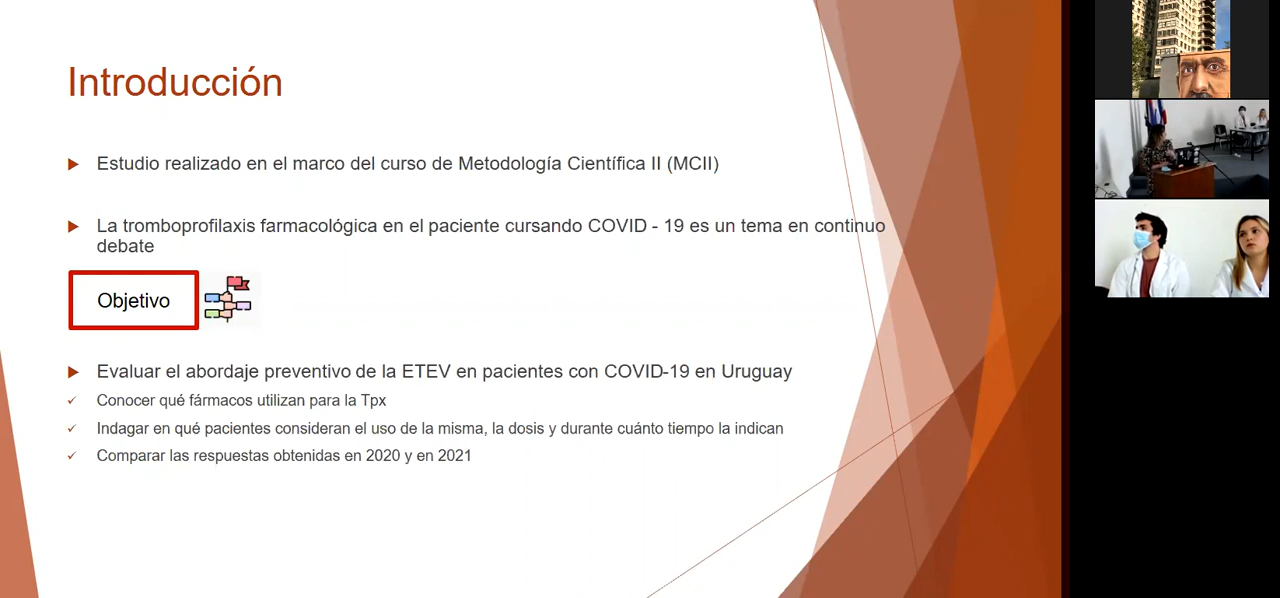 Introducción
Estudio realizado en el marco del curso de Metodología Científica II (MCII)
La tromboprofilaxis farmacológica en el paciente cursando COVID - 19 es un tema en continuo
debate
Objetivo
Evaluar el abordaje preventivo de la ETEV en pacientes con COVID-19 en Uruguay
Conocer qué fármacos utilizan para la Tpx
Indagar en qué pacientes consideran el uso de la misma, la dosis y durante cuánto tiempo la indican
Comparar las respuestas obtenidas en 2020 y en 2021